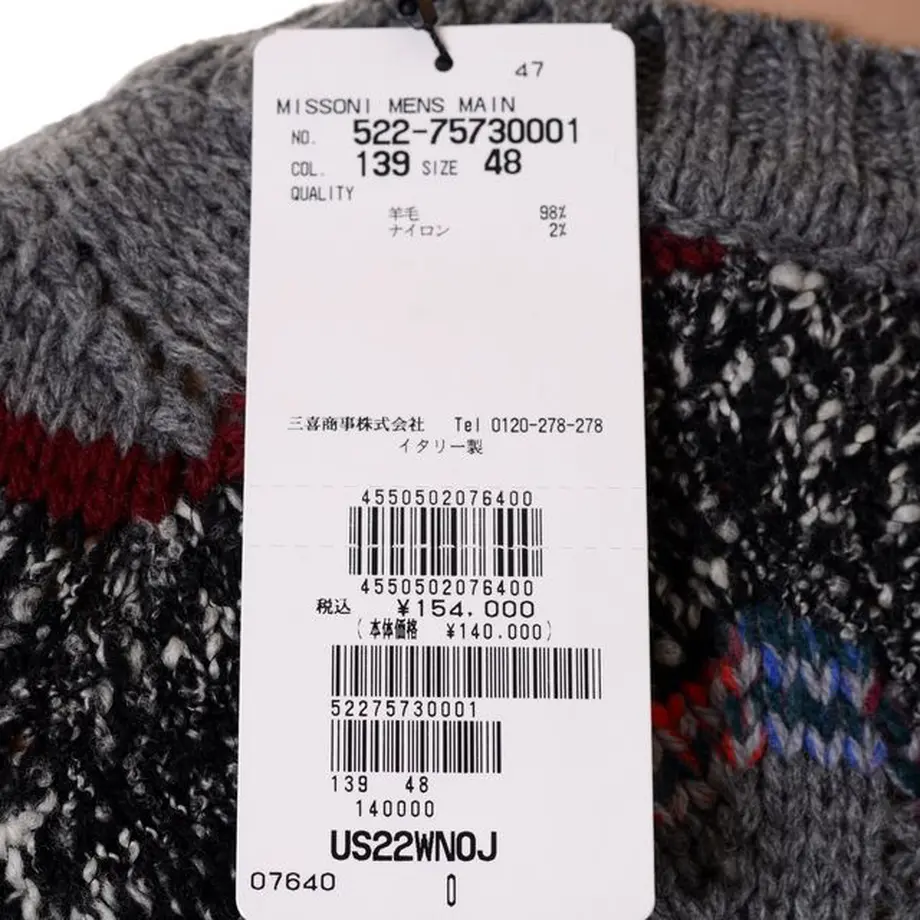 47
MISSONI MENS MAIN
NO. 522-75730001
COL. 139 SIZE 48
QUALITY
羊毛 98%
ナイロン 2%
三喜商事株式会社 Tel 0120-278-278
イタリー製
4550502076400
4550502076400
税込 ¥154.000
(本体価格 ¥140.000)
52275730001
139 48
140000
US22WNOJ
07640 0